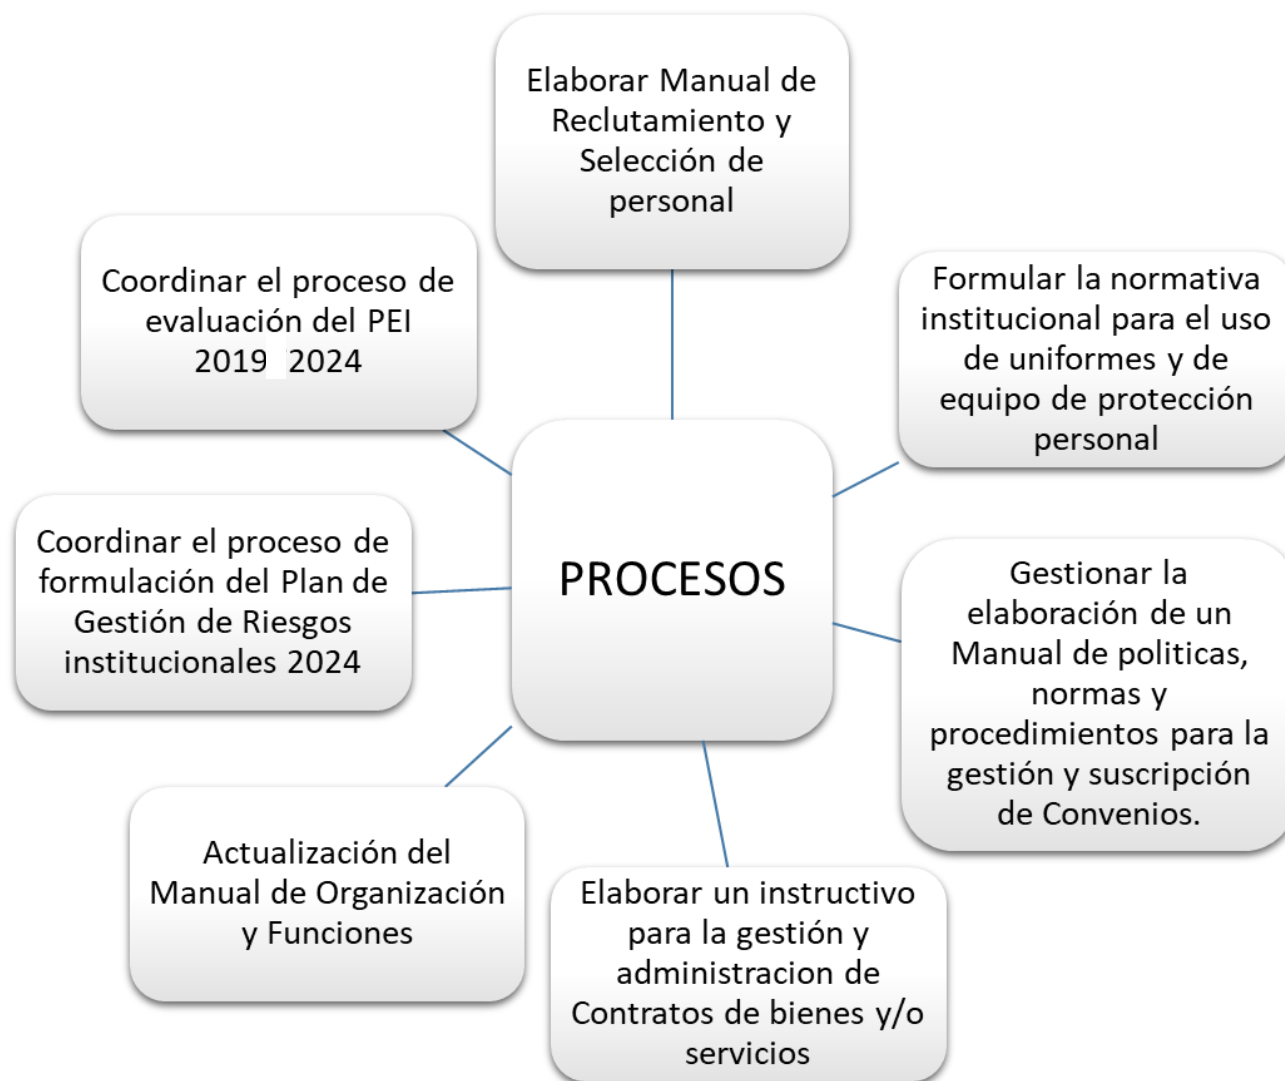 Elaborar Manual de
Reclutamiento y
Selección de
personal
Formular la normativa
institucional para el uso
de uniformes y de
equipo de protección
personal
Gestionar la
elaboración de un
Manual de politicas,
normas y
procedimientos para la
gestión y suscripción
de Convenios.
Elaborar un instructivo
para la gestión y
administracion de
Contratos de bienes y/o
servicios
Actualización del
Manual de Organización
y Funciones
Coordinar el proceso de
formulación del Plan de
Gestión de Riesgos
institucionales 2024
Coordinar el proceso de
evaluación del PEI
2019 2024
PROCESOS